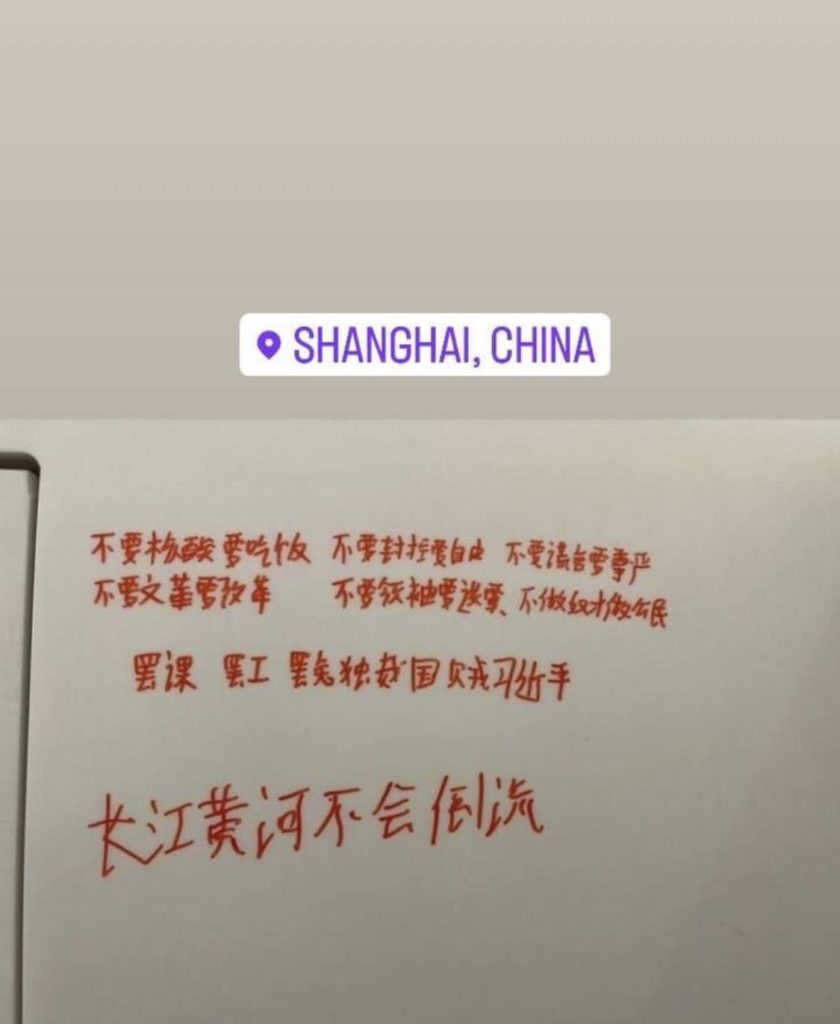 SHANGHAI, CHINA
不要核酸要吃饭 不要封控要自由 不要谎言要尊严
不要文革要改革 不要领袖要选票、不做奴才做公民
罢课 罢工 罢免独裁国贼习近平
长江黄河不会倒流